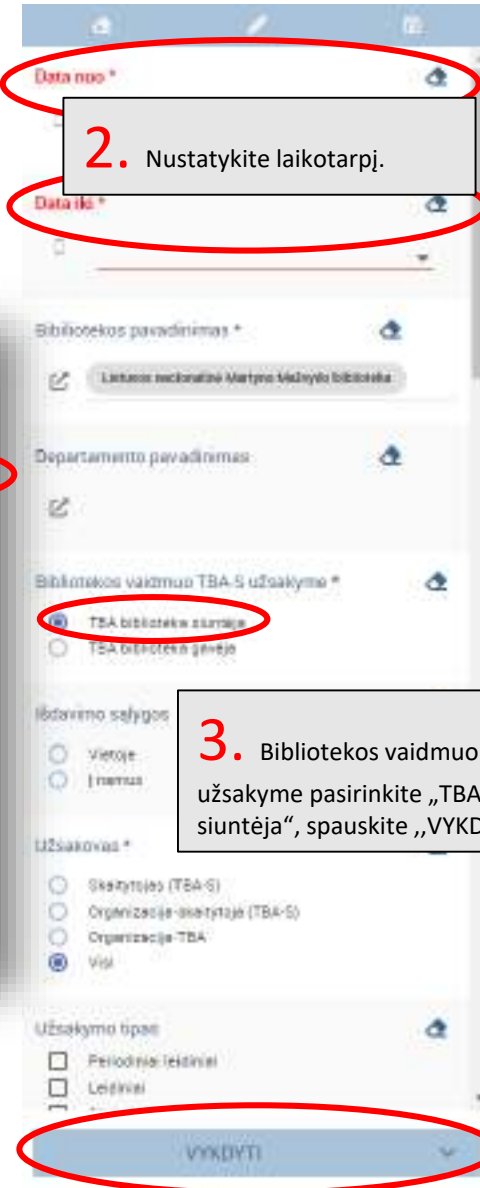 Data nuo *
2. Nustatykite laikotarpį.
Data iki *
Bibliotekos pavadinimas *
Lietuvos nacionalinė Martyno Mažvydo biblioteka
Departamento pavadinimas
Bibliotekos vaidmuo TBA-S užsakyme *
TBA biblioteka siuntėja
TBA biblioteka gavėja
Išdavimo sąlygos
Vietoje
Į namus
3. Bibliotekos vaidmuo
užsakyme pasirinkite „TBA
siuntėja“, spauskite ,,VYKD
Užsakovas *
Skaitytojas (TBA-S)
Organizacija-skaitytoja (TBA-S)
Organizacija-TBA
Visi
Užsakymo tipas
Periodiniai leidiniai
Leidiniai
VYKDYTI